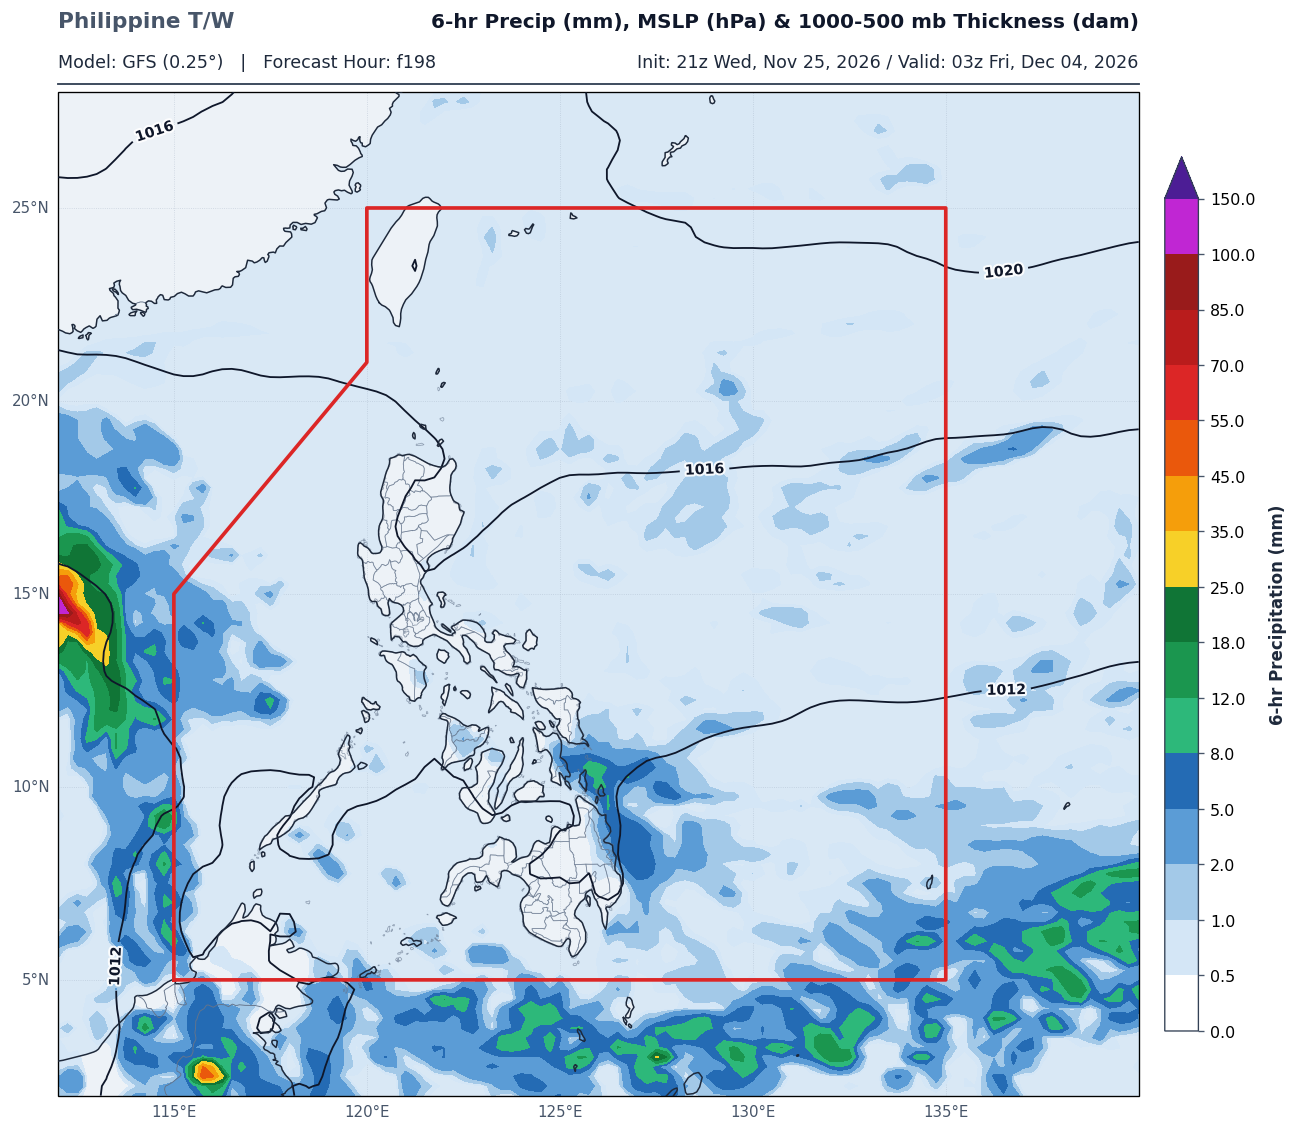 Philippine T/W
6-hr Precip (mm), MSLP (hPa) & 1000-500 mb Thickness (dam)
Model: GFS (0.25°) | Forecast Hour: f198
Init: 21z Wed, Nov 25, 2026 / Valid: 03z Fri, Dec 04, 2026
1016
1020
1016
1012
1012
25°N
20°N
15°N
10°N
5°N
115°E
120°E
125°E
130°E
135°E
150.0
100.0
85.0
70.0
55.0
45.0
35.0
25.0
18.0
12.0
8.0
5.0
2.0
1.0
0.5
0.0
6-hr Precipitation (mm)